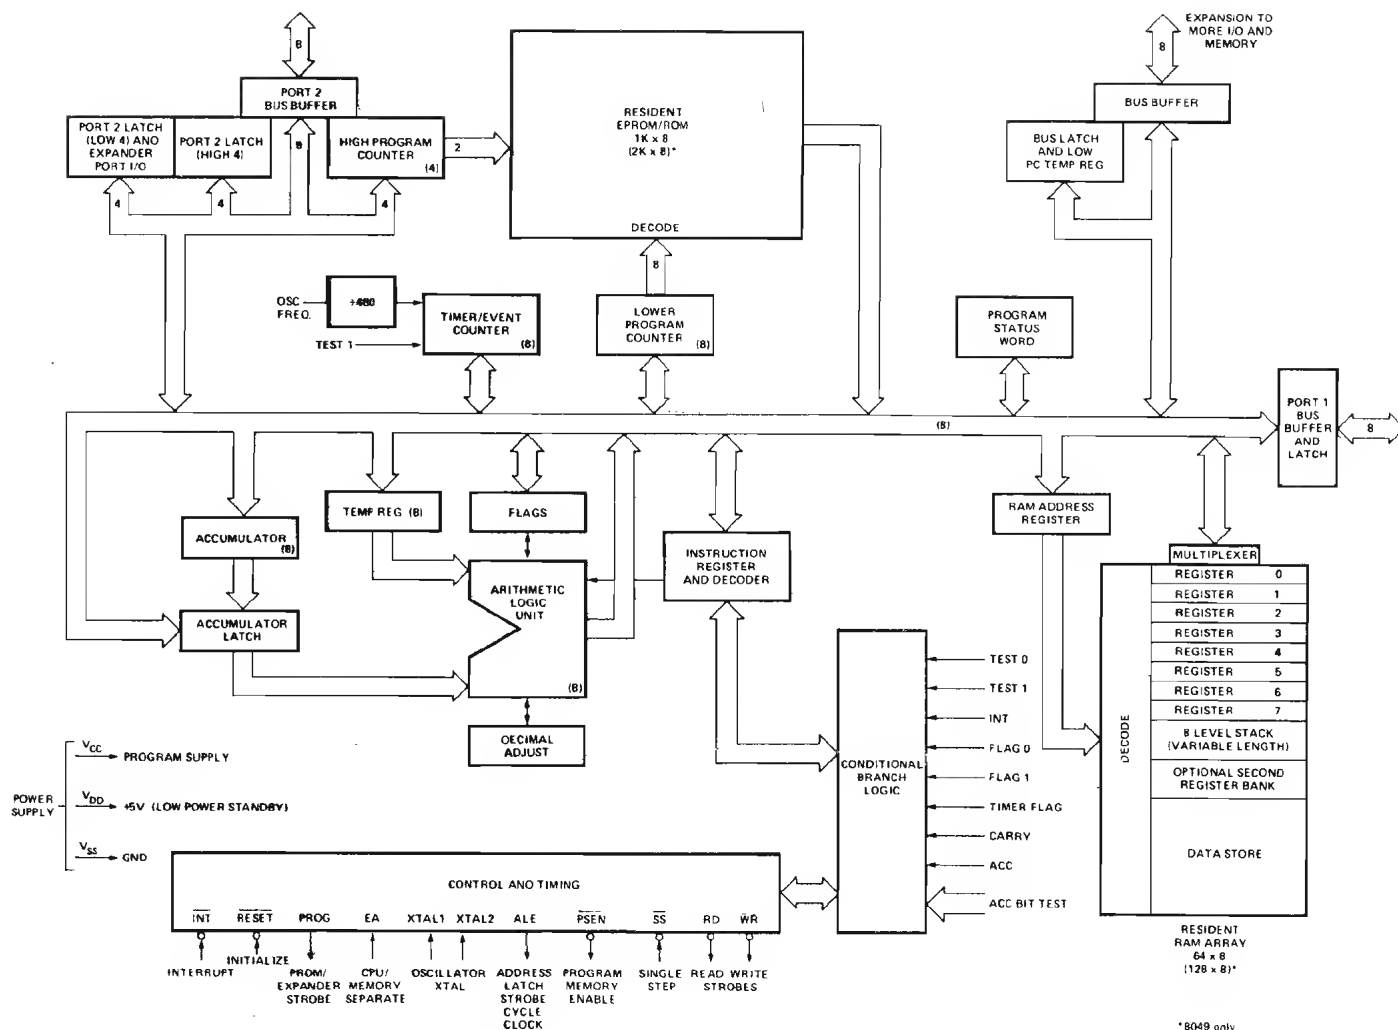 8
PORT 2
BUS BUFFER
PORT 2 LATCH
(LOW 4) AND
EXPANDER
PORT I/O
PORT 2 LATCH
(HIGH 4)
8
HIGH PROGRAM
COUNTER
(4)
2
4
4
4
RESIDENT
EPROM/ROM
1K x 8
(2K x 8)*
DECODE
8
EXPANSION TO
MORE I/O AND
MEMORY
8
BUS BUFFER
BUS LATCH
AND LOW
PC TEMP REG
OSC
FREQ.
÷480
TEST 1
TIMER/EVENT
COUNTER
(8)
LOWER
PROGRAM
COUNTER
(8)
PROGRAM
STATUS
WORD
(8)
PORT 1
BUS
BUFFER
AND
LATCH
8
ACCUMULATOR
(8)
ACCUMULATOR
LATCH
TEMP REG (8)
FLAGS
ARITHMETIC
LOGIC
UNIT
(8)
DECIMAL
ADJUST
INSTRUCTION
REGISTER
AND DECODER
RAM ADDRESS
REGISTER
MULTIPLEXER
DECODE
REGISTER 0
REGISTER 1
REGISTER 2
REGISTER 3
REGISTER 4
REGISTER 5
REGISTER 6
REGISTER 7
8 LEVEL STACK
(VARIABLE LENGTH)
OPTIONAL SECOND
REGISTER BANK
DATA STORE
RESIDENT
RAM ARRAY
64 x 8
(128 x 8)*
CONDITIONAL
BRANCH
LOGIC
TEST 0
TEST 1
INT
FLAG 0
FLAG 1
TIMER FLAG
CARRY
ACC
ACC BIT TEST
POWER
SUPPLY
VCC
PROGRAM SUPPLY
VDD
+5V (LOW POWER STANDBY)
VSS
GND
CONTROL AND TIMING
INT RESET PROG EA XTAL1 XTAL2 ALE PSEN SS RD WR
INTERRUPT
INITIALIZE
PROM/
EXPANDER
STROBE
CPU/
MEMORY
SEPARATE
OSCILLATOR
XTAL
ADDRESS
LATCH
STROBE
CYCLE
CLOCK
PROGRAM
MEMORY
ENABLE
SINGLE
STEP
READ WRITE
STROBES
*8049 only